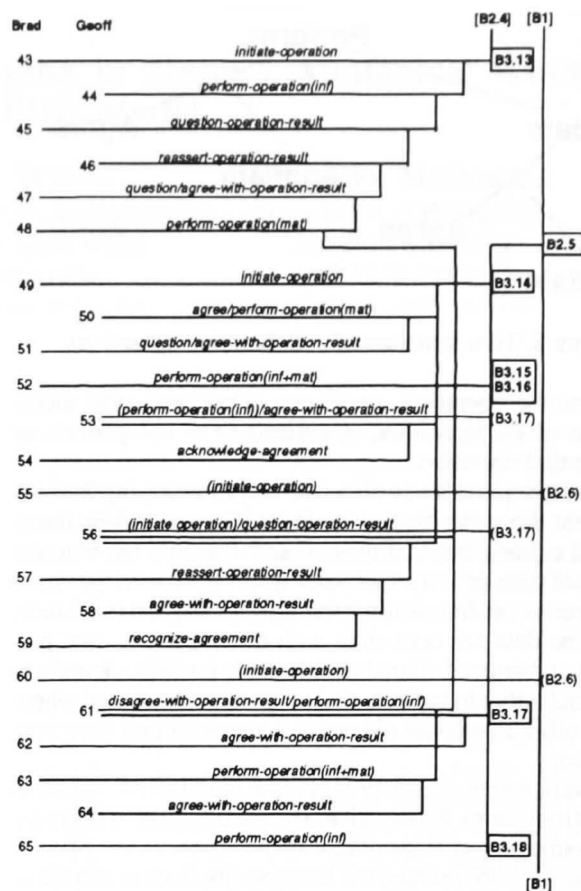 Brad Geoff [B2.4] [B1]
43 initiate-operation B3.13
44 perform-operation(inf)
45 question-operation-result
46 reassert-operation-result
47 question/agree-with-operation-result
48 perform-operation(mat)
B2.5
49 initiate-operation B3.14
50 agree/perform-operation(mat)
51 question/agree-with-operation-result
B3.15
52 perform-operation(inf+mat) B3.16
53 (perform-operation(inf)/agree-with-operation-result (B3.17)
54 acknowledge-agreement
55 (initiate-operation) (B2.6)
56 (initiate operation)/question-operation-result (B3.17)
57 reassert-operation-result
58 agree-with-operation-result
59 recognize-agreement
60 (initiate-operation) (B2.6)
61 disagree-with-operation-result/perform-operation(inf) B3.17
62 agree-with-operation-result
63 perform-operation(inf+mat)
64 agree-with-operation-result
65 perform-operation(inf) B3.18
[B1]